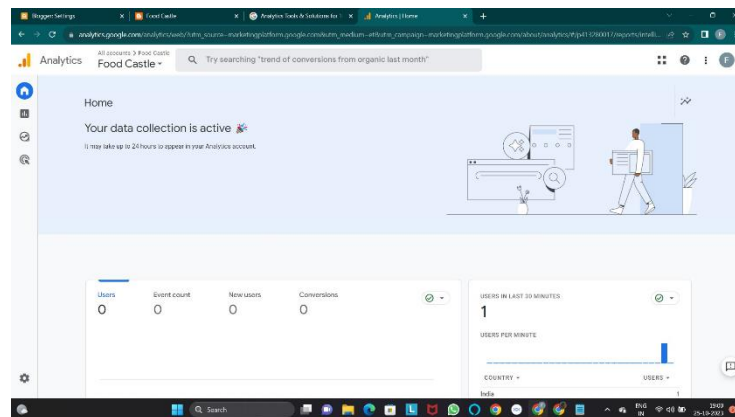 Blogger: Settings
Food Castle
Analytics Tools & Solutions for
Analytics | Home
Analytics
All accounts > Food Castle
Food Castle
Try searching "trend of conversions from organic last month"
F
Home
Your data collection is active
It may take up to 24 hours to appear in your Analytics account.
Users
Event count
New users
Conversions
0
0
0
0
USERS IN LAST 30 MINUTES
1
USERS PER MINUTE
COUNTRY
USERS
India
1
Search
ENG
IN
25-10-2023